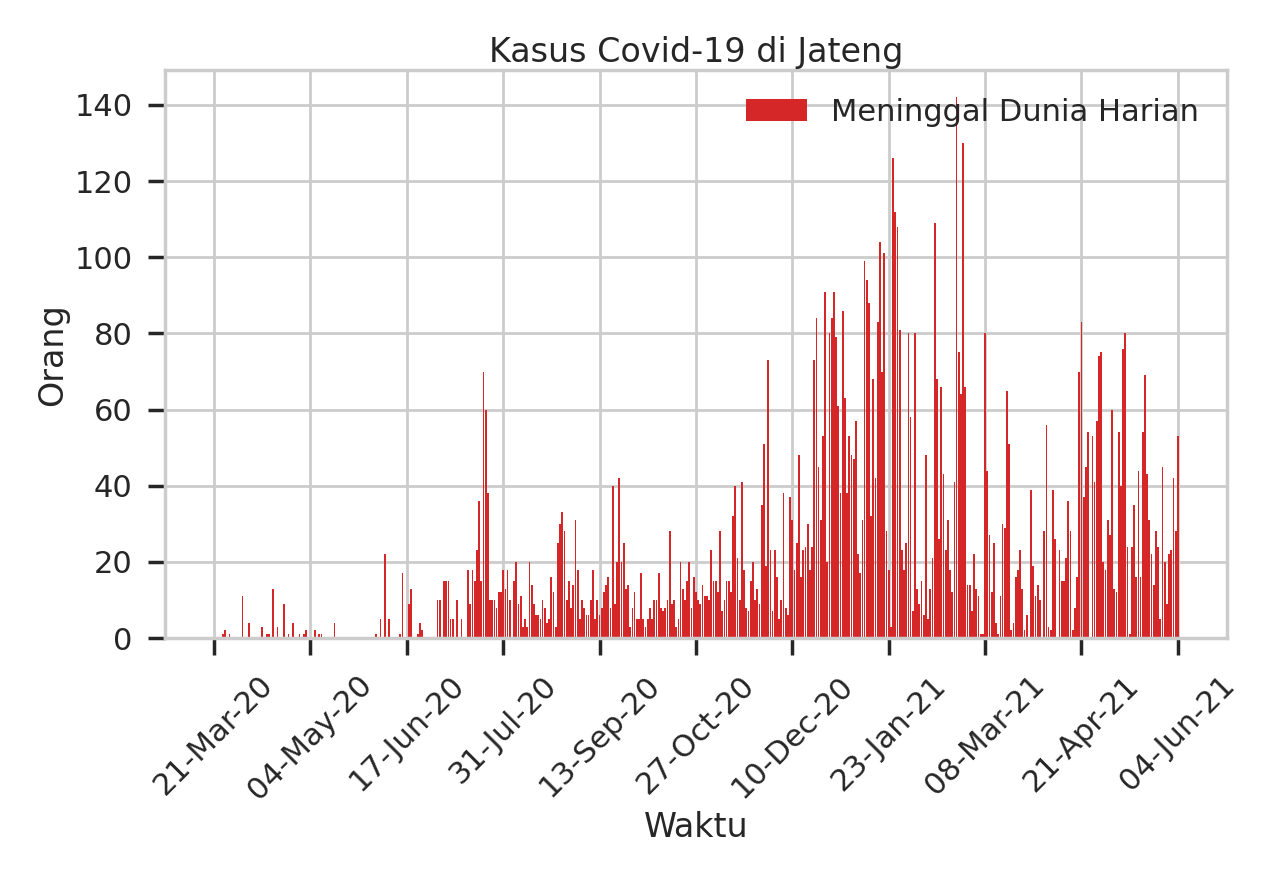 Kasus Covid-19 di Jateng
Meninggal Dunia Harian
140
120
100
80
60
40
20
0
Orang
21-Mar-20
04-May-20
17-Jun-20
31-Jul-20
13-Sep-20
27-Oct-20
10-Dec-20
23-Jan-21
08-Mar-21
21-Apr-21
04-Jun-21
Waktu